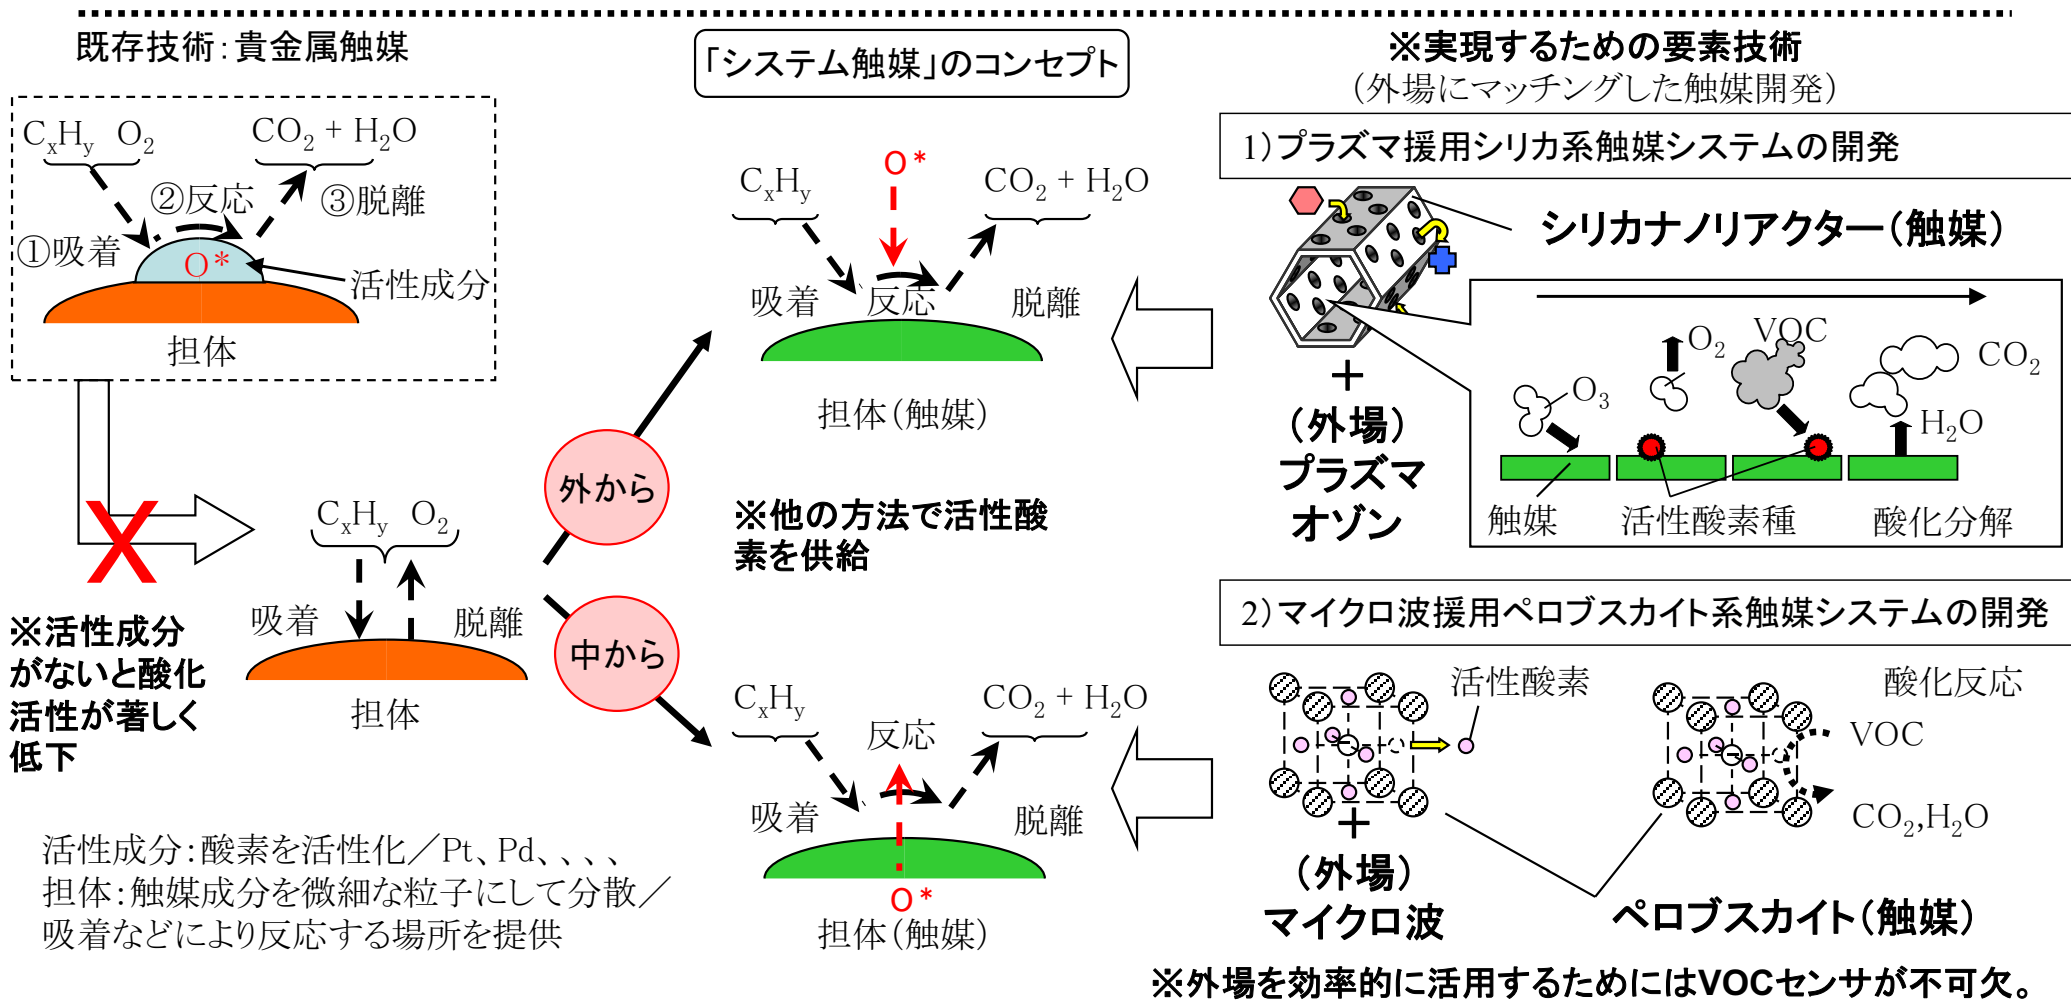 既存技術：貴金属触媒
CxHy O2
CO2 + H2O
②反応
③脱離
①吸着
O*
活性成分
担体
X
※活性成分
がないと酸化
活性が著しく
低下
CxHy O2
吸着
脱離
担体
活性成分：酸素を活性化／Pt、Pd、、、、
担体：触媒成分を微細な粒子にして分散／
吸着などにより反応する場所を提供
外から
中から
「システム触媒」のコンセプト
O*
CxHy
CO2 + H2O
吸着
反応
脱離
担体（触媒）
※他の方法で活性酸
素を供給
CxHy
CO2 + H2O
反応
吸着
脱離
O*
担体（触媒）
※実現するための要素技術
（外場にマッチングした触媒開発）
1）プラズマ援用シリカ系触媒システムの開発
シリカナノリアクター（触媒）
＋
（外場）
プラズマ
オゾン
O2
VOC
CO2
O3
H2O
触媒
活性酸素種
酸化分解
2）マイクロ波援用ペロブスカイト系触媒システムの開発
活性酸素
酸化反応
VOC
CO2,H2O
＋
（外場）
マイクロ波
ペロブスカイト（触媒）
※外場を効率的に活用するためにはVOCセンサが不可欠。